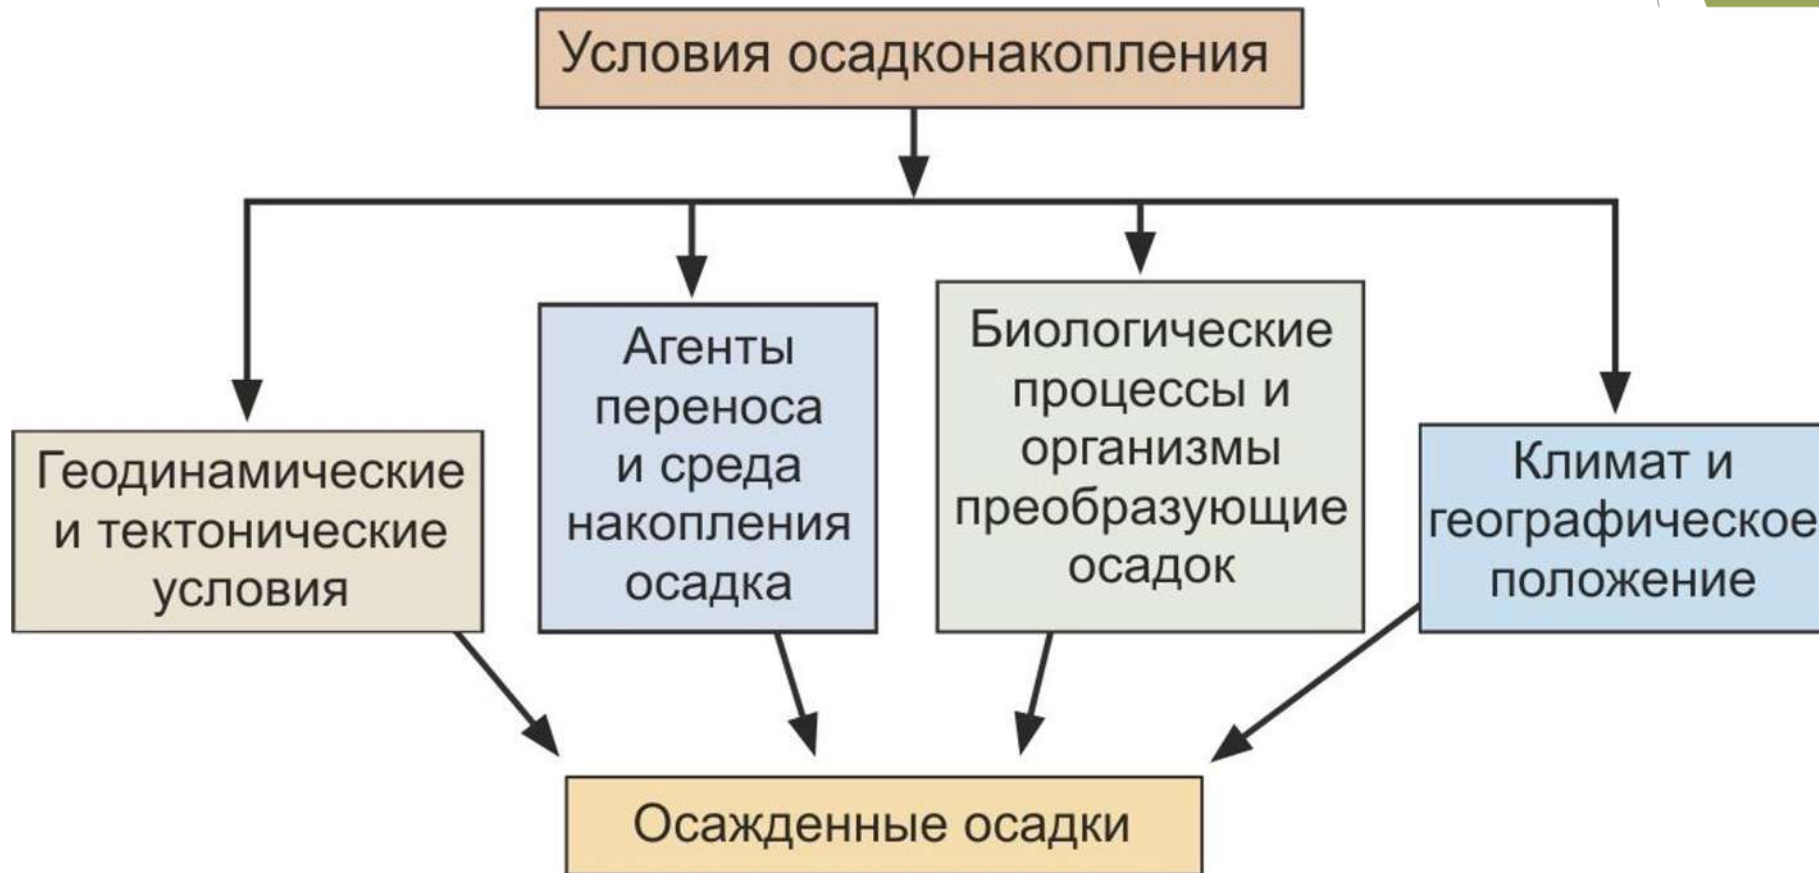 Условия осадконакопления
Геодинамические
и тектонические
условия
Агенты
переноса
и среда
накопления
осадка
Биологические
процессы и
организмы
преобразующие
осадок
Климат и
географическое
положение
Осажденные осадки